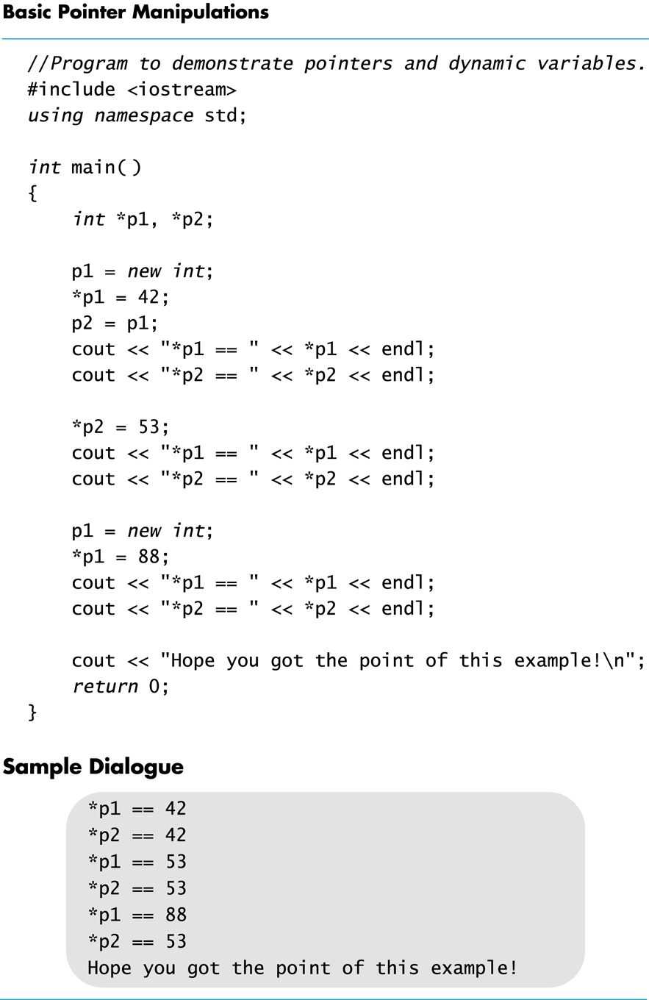 Basic Pointer Manipulations
//Program to demonstrate pointers and dynamic variables.
#include <iostream>
using namespace std;
int main( )
{
int *p1, *p2;
p1 = new int;
*p1 = 42;
p2 = p1;
cout << "*p1 == " << *p1 << endl;
cout << "*p2 == " << *p2 << endl;
*p2 = 53;
cout << "*p1 == " << *p1 << endl;
cout << "*p2 == " << *p2 << endl;
p1 = new int;
*p1 = 88;
cout << "*p1 == " << *p1 << endl;
cout << "*p2 == " << *p2 << endl;
cout << "Hope you got the point of this example!\n";
return 0;
}
Sample Dialogue
*p1 == 42
*p2 == 42
*p1 == 53
*p2 == 53
*p1 == 88
*p2 == 53
Hope you got the point of this example!